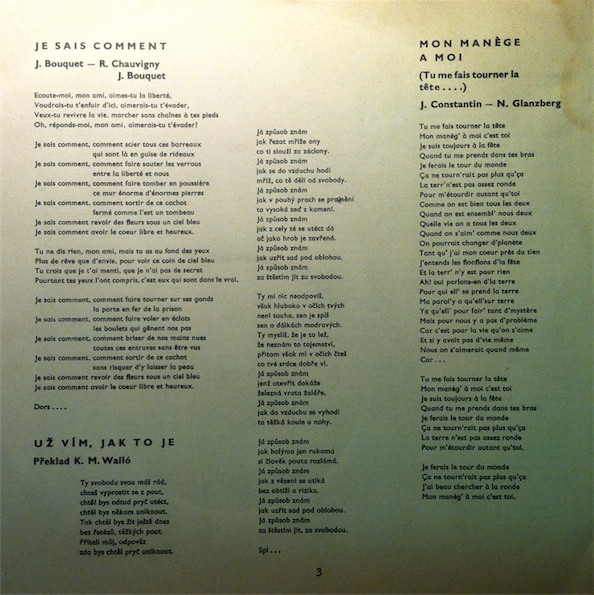 JE SAIS COMMENT
J. Bouquet — R. Chauvigny
J. Bouquet
Ecoute-moi, mon ami, aimes-tu la liberté,
Voudrais-tu t'enfuir d'ici, aimerais-tu t'évader,
Veux-tu revivre la vie, marcher sans chaînes à tes pieds
Oh, réponds-moi, mon ami, aimerais-tu t'évader?
Je sais comment, comment scier tous ces barreaux
qui sont là en guise de rideaux
Je sais comment, comment faire sauter les verrous
entre la liberté et nous
Je sais comment, comment faire tomber en poussière
ce mur énorme d'énormes pierres
Je sais comment, comment sortir de ce cachot
fermé comme l'est un tombeau
Je sais comment revoir des fleurs sous un ciel bleu
Je sais comment avoir le coeur libre et heureux.
Tu ne dis rien, mon ami, mais tu as au fond des yeux
Plus de rêve que d'envie, pour voir ce coin de ciel bleu
Tu crois que je t'ai menti, que je n'ai pas de secret
Pourtant tes yeux l'ont compris, c'est eux qui sont dans le vrai.
Je sais comment, comment faire tourner sur ses gonds
la porte en fer de la prison
Je sais comment, comment faire voler en éclats
les boulets qui gênent nos pas
Je sais comment, comment briser de nos mains nues
toutes ces entraves sans être vus
Je sais comment, comment sortir de ce cachot
sans risquer d'y laisser la peau
Je sais comment revoir des fleurs sous un ciel bleu
Je sais comment avoir le coeur libre et heureux.
Dors . . . .
UŽ VÍM, JAK TO JE
Překlad K. M. Walló
Ty svobodu svou máš rád,
chceš vyprostit se z pout,
chtěl bys odtud pryč utéct,
chtěl bys někam uniknout.
Tak chtěl bys žít ještě dnes
bez řetězů, těžkých pout.
Příteli můj, odpověz
zda bys chtěl pryč uniknout.
Já způsob znám
jak řezat mříže ony
co ti slouží za záclony.
Já způsob znám
jak se do vzduchu hodí
mříž, co tě dělí od svobody.
Já způsob znám
jak v pouhý prach se promění
ta vysoká zeď z kamení.
Já způsob znám
jak z cely té se utéct dá
ač jako hrob je zavřená.
Já způsob znám
jak uzřít sad pod oblohou.
Já způsob znám
za štěstím jít za svobodou.
Ty mi nic neodpovíš,
však hluboko v očích tvých
není touha, sen je spíš
sen o dálkách modravých.
Ty myslíš, že je to lež,
že neznám to tajemství,
přitom však mi v očích čteš
co tvé srdce dobře ví.
Já způsob znám
jenž otevřít dokáže
železná vrata žaláře.
Já způsob znám
jak do vzduchu se vyhodí
ta těžká koule u nohy.
Já způsob znám
jak holýma jen rukama
si člověk pouta rozlámá.
Já způsob znám
jak z vězení se utíká
bez obtíží a rizika.
Já způsob znám
jak uzřít sad pod oblohou.
Já způsob znám
za štěstím jít, za svobodou.
Spi . . .
MON MANÈGE
A MOI
(Tu me fais tourner la
tête . . . .)
J. Constantin — N. Glanzberg
Tu me fais tourner la tête
Mon manèg' à moi c'est toi
Je suis toujours à la fête
Quand tu me prends dans tes bras
Je ferais le tour du monde
Ça ne tourn'rait pas plus qu'ça
La terr'n'est pas assez ronde
Pour m'étourdir autant qu'toi
Comme on est bien tous les deux
Quand on est ensembl' nous deux
Quelle vie on a tous les deux
Quand on s'aim' comme nous deux
On pourrait changer d'planète
Tant qu' j'ai mon coeur près du tien
J'entends les flonflons d'la fête
Et la terr' n'y est pour rien
Ah! oui parlons-en d'la terre
Pour qui ell' se prend la terre
Ma parol'y a qu'ell'sur terre
Ya qu'ell' pour fair' tant d'mystère
Mais pour nous y a pas d'problème
Car c'est pour la vie qu'on s'aime
Et si y avait pas d'vie même
Nous on s'aimerait quand même
Car . . .
Tu me fais tourner la tête
Mon manèg' à moi c'est toi
Je suis toujours à la fête
Quand tu me prends dans tes bras
Je ferais le tour du monde
Ça ne tourn'rait pas plus qu'ça
La terre n'est pas assez ronde
Pour m'étourdir autant qu'toi.
Je ferais le tour du monde
Ça ne tourn'rait pas plus qu'ça
J'ai beau chercher à la ronde
Mon manèg' à moi c'est toi,
3